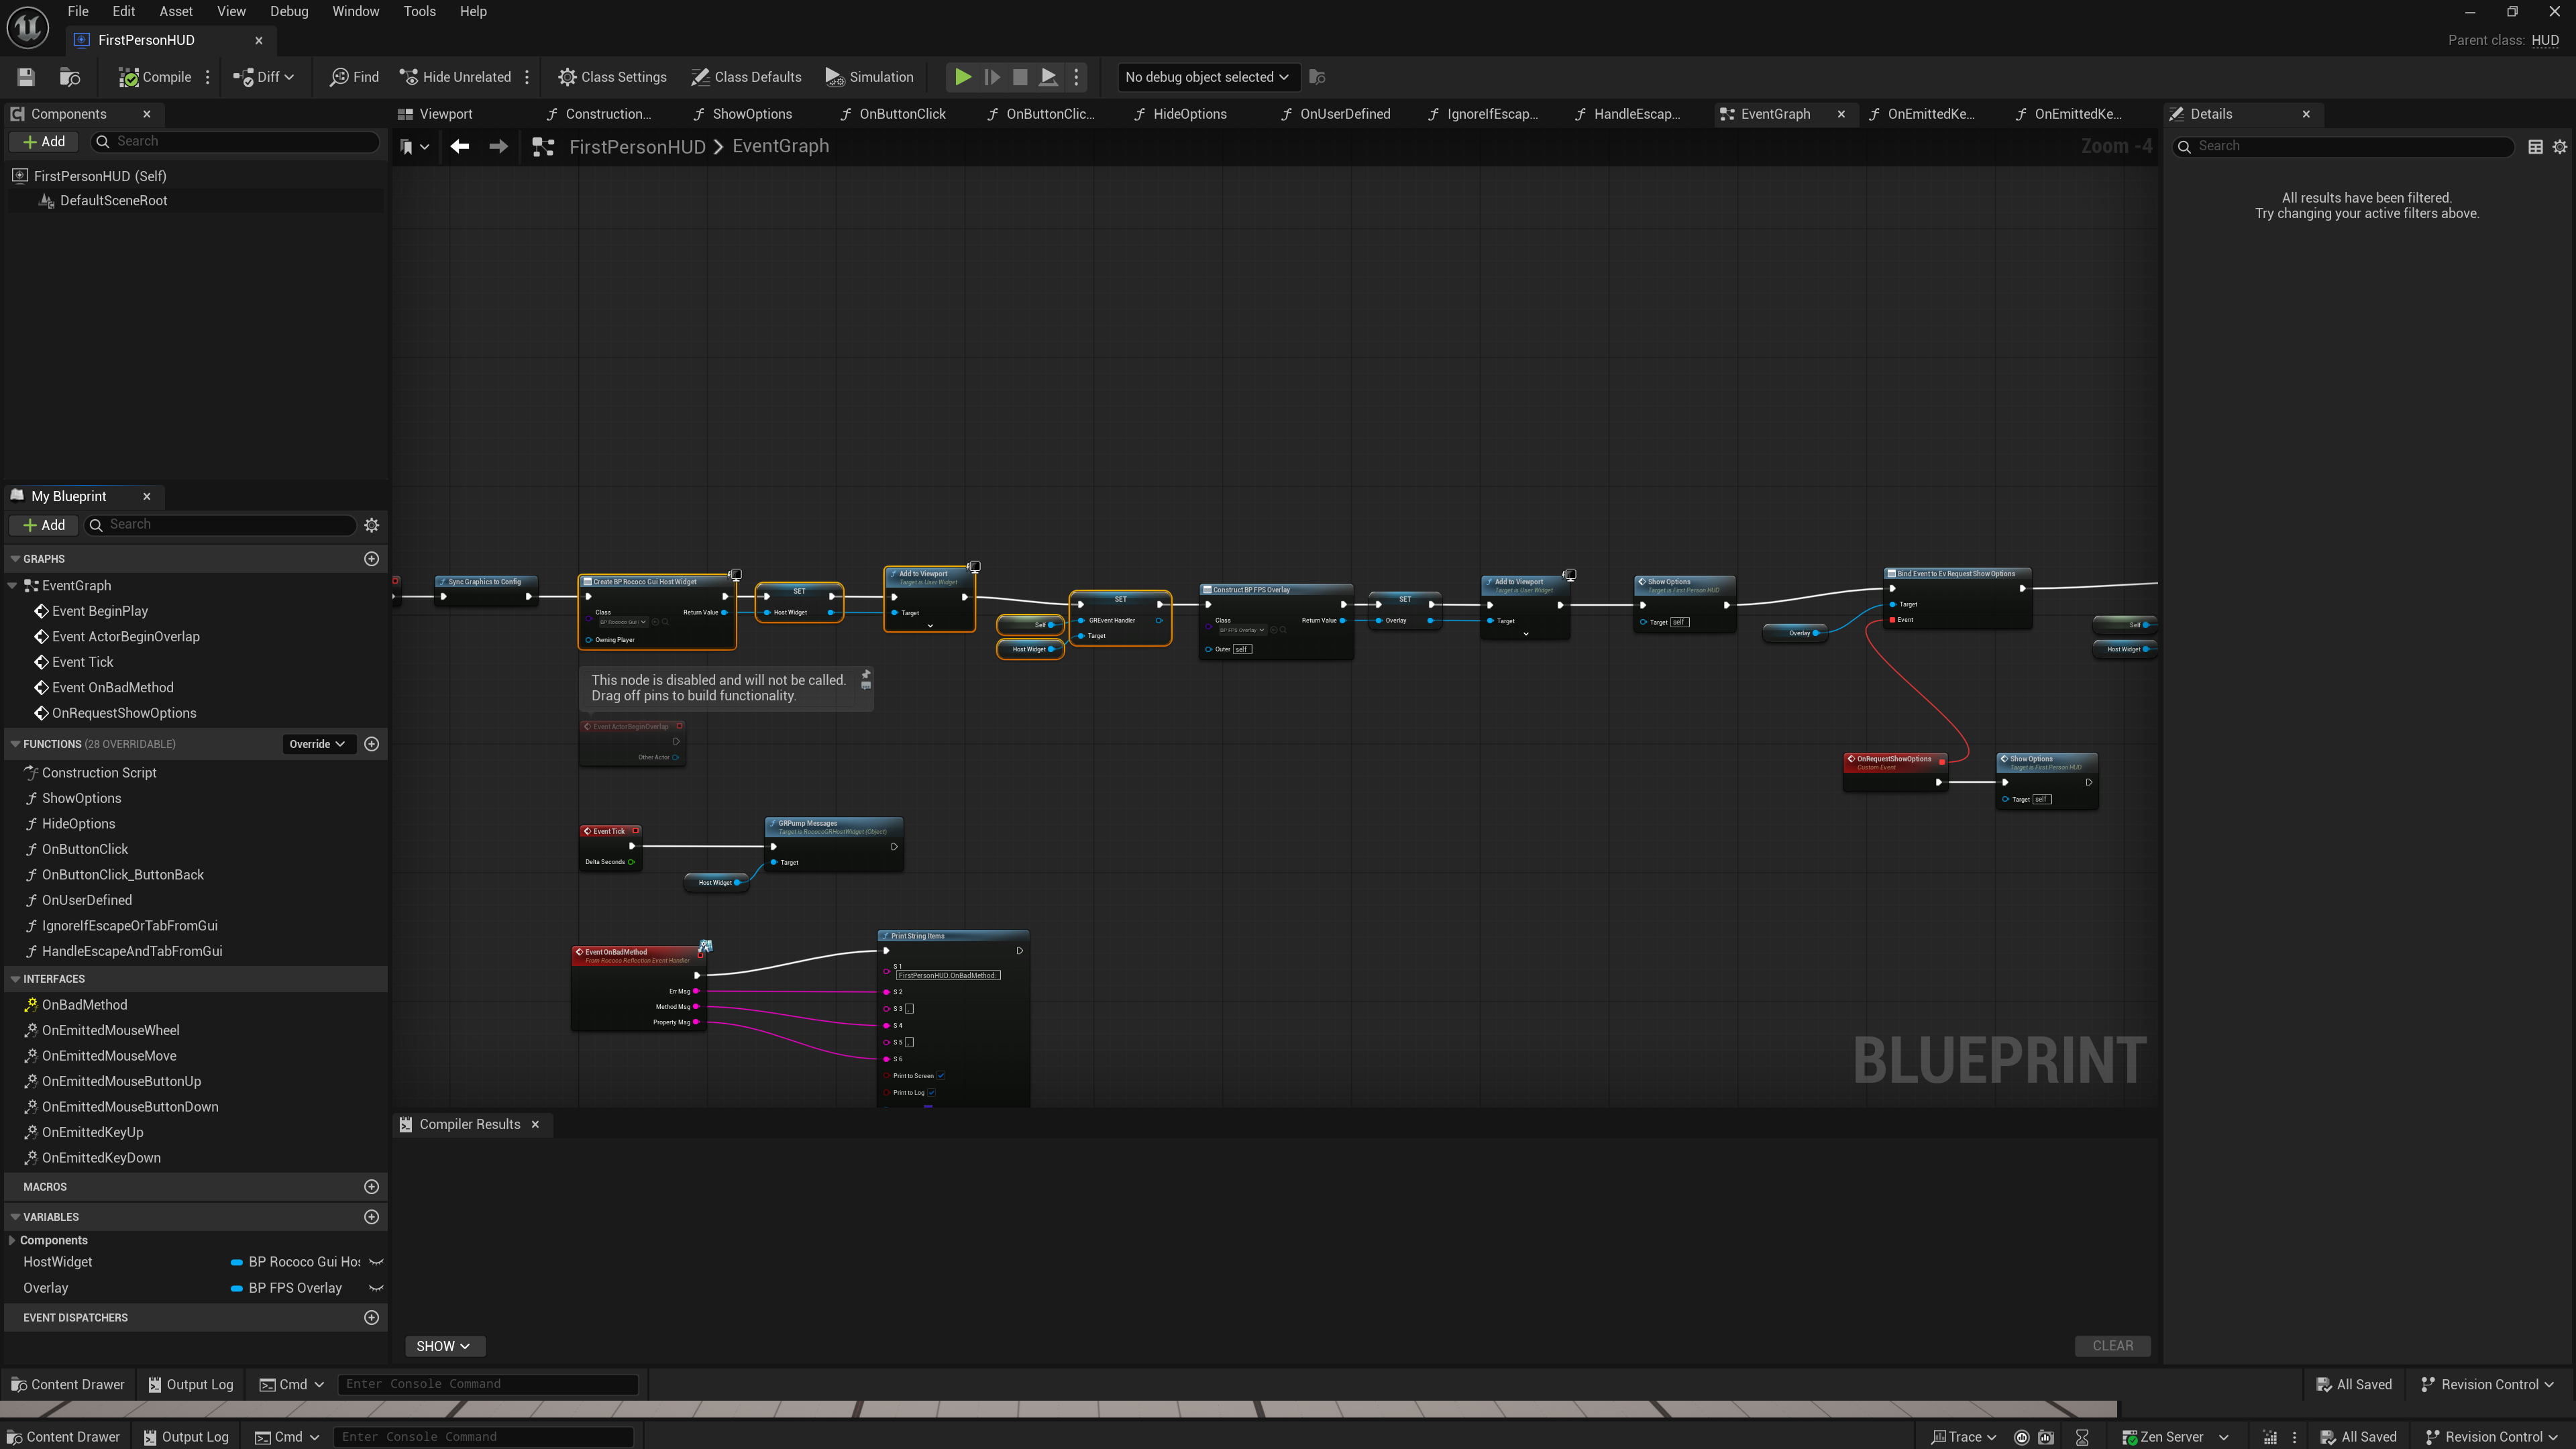 File Edit Asset View Debug Window Tools Help
FirstPersonHUD
Parent class: HUD
Compile Diff Find Hide Unrelated Class Settings Class Defaults Simulation No debug object selected
Components
Add Search
FirstPersonHUD (Self)
DefaultSceneRoot
My Blueprint
Add Search
GRAPHS
EventGraph
Event BeginPlay
Event ActorBeginOverlap
Event Tick
Event OnBadMethod
OnRequestShowOptions
FUNCTIONS (28 OVERRIDABLE) Override
Construction Script
ShowOptions
HideOptions
OnButtonClick
OnButtonClick_ButtonBack
OnUserDefined
IgnoreIfEscapeOrTabFromGui
HandleEscapeAndTabFromGui
INTERFACES
OnBadMethod
OnEmittedMouseWheel
OnEmittedMouseMove
OnEmittedMouseButtonUp
OnEmittedMouseButtonDown
OnEmittedKeyUp
OnEmittedKeyDown
MACROS
VARIABLES
Components
HostWidget BP Rococo Gui Hos
Overlay BP FPS Overlay
EVENT DISPATCHERS
Viewport Construction... ShowOptions OnButtonClick OnButtonClic... HideOptions OnUserDefined IgnoreIfEscap... HandleEscap... EventGraph OnEmittedKe... OnEmittedKe...
FirstPersonHUD > EventGraph
Zoom -4
Sync Graphics to Config
Create BP Rococo Gui Host Widget
Class
BP Rococo Gui
Return Value
Owning Player
SET
Host Widget
Add to Viewport
Target is User Widget
Target
Self
Host Widget
SET
GREvent Handler
Target
Construct BP FPS Overlay
Class
BP FPS Overlay
Return Value
Outer self
SET
Overlay
Add to Viewport
Target is User Widget
Target
Show Options
Target is First Person HUD
Target self
Overlay
Bind Event to Ev Request Show Options
Target
Event
Self
Host Widget
This node is disabled and will not be called.
Drag off pins to build functionality.
Event ActorBeginOverlap
Other Actor
OnRequestShowOptions
Custom Event
Show Options
Target is First Person HUD
Target self
Event Tick
Delta Seconds
GRPump Messages
Target is RococoGRHostWidget (Object)
Target
Host Widget
Event OnBadMethod
From Rococo Reflection Event Handler
Err Msg
Method Msg
Property Msg
Print String Items
S 1
FirstPersonHUD.OnBadMethod:
S 2
S 3
S 4
S 5
S 6
Print to Screen
Print to Log
BLUEPRINT
Compiler Results
SHOW
CLEAR
Details
Search
All results have been filtered.
Try changing your active filters above.
Content Drawer Output Log Cmd Enter Console Command All Saved Revision Control
Content Drawer Output Log Cmd Enter Console Command Trace Zen Server All Saved Revision Control